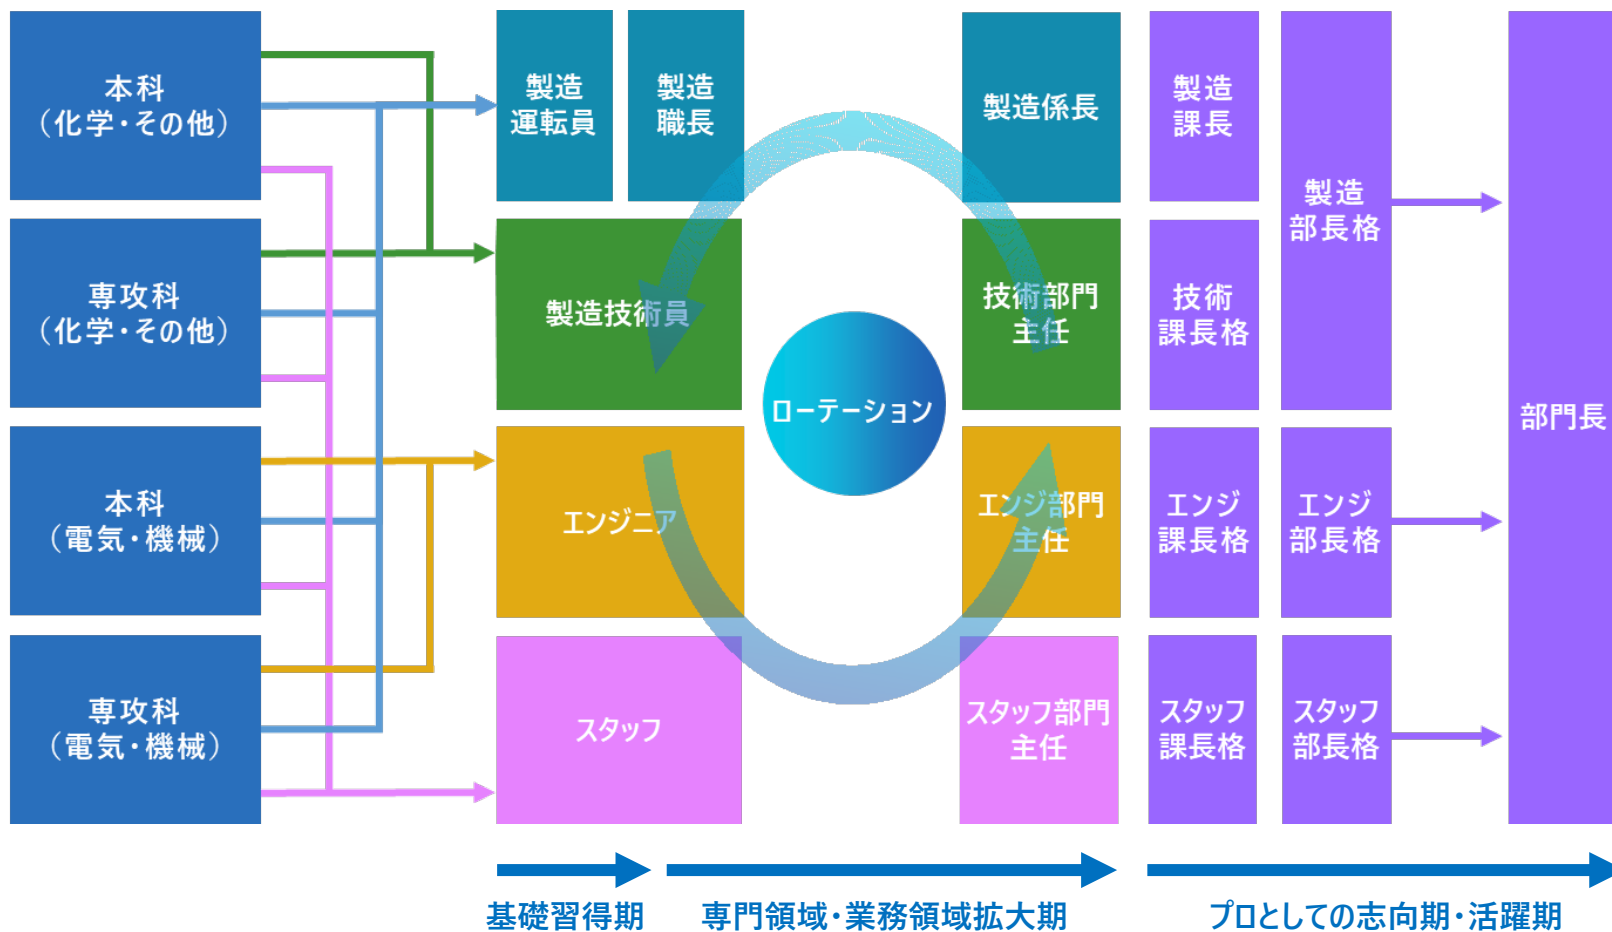 本科
（化学・その他）
専攻科
（化学・その他）
本科
（電気・機械）
専攻科
（電気・機械）
製造
運転員
製造
職長
製造技術員
エンジニア
スタッフ
ローテーション
製造係長
技術部門
主任
エンジ部門
主任
スタッフ部門
主任
製造
課長
技術
課長格
エンジ
課長格
スタッフ
課長格
製造
部長格
エンジ
部長格
スタッフ
部長格
部門長
基礎習得期
専門領域・業務領域拡大期
プロとしての志向期・活躍期